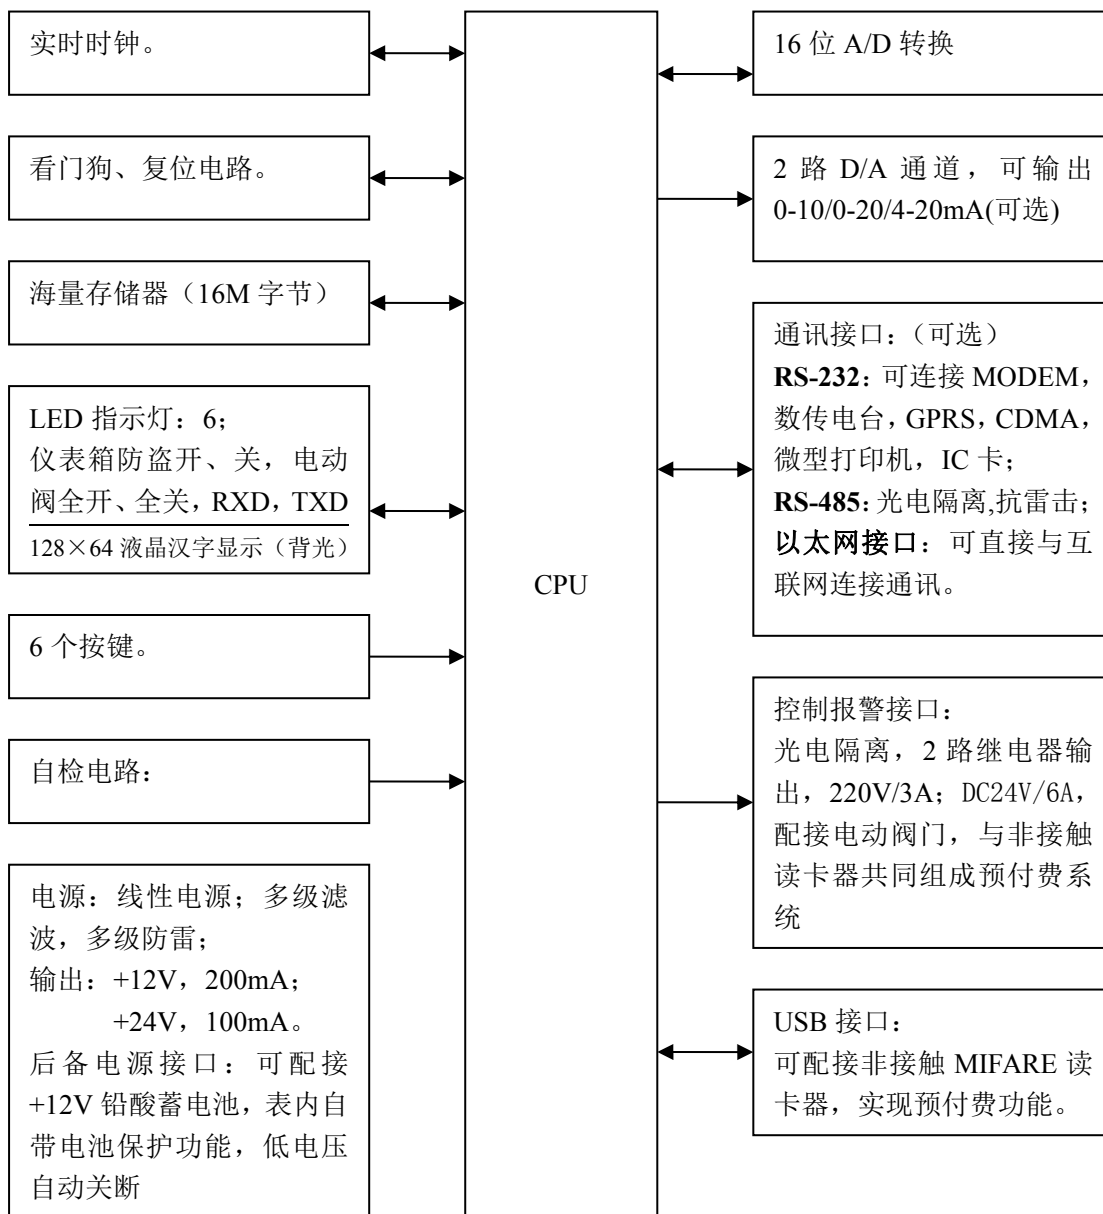 实时时钟。
看门狗、复位电路。
海量存储器（16M 字节）
LED 指示�：6；
仪表箱防盗开、关，电动
阀全开、全关，RXD，TXD
128×64 液晶汉字显示（背光）
6 个按键。
自检电路：
电源：线性电源；多级滤
波，多级防雷；
输出：+12V，200mA；
+24V，100mA。
后备电源接口：可配接
+12V 铅酸蓄电池，表内自
带电池保护功能，低电压
自动关断
CPU
16 位 A/D 转换
2 路 D/A 通道，可输出
0-10/0-20/4-20mA(可选)
通讯接口：（可选）
RS-232：可连接 MODEM，
数传电台，GPRS，CDMA，
微型打印机，IC 卡；
RS-485：光电隔离,抗雷击；
以太网接口：可直接与互
联网连接通讯。
控制报警接口：
光电隔离，2 路继电器输
出，220V/3A；DC24V/6A，
配接电动阀门，与非接触
读卡器共同组成预付费系
统
USB 接口：
可配接非接触 MIFARE 读
卡器，实现预付费功能。